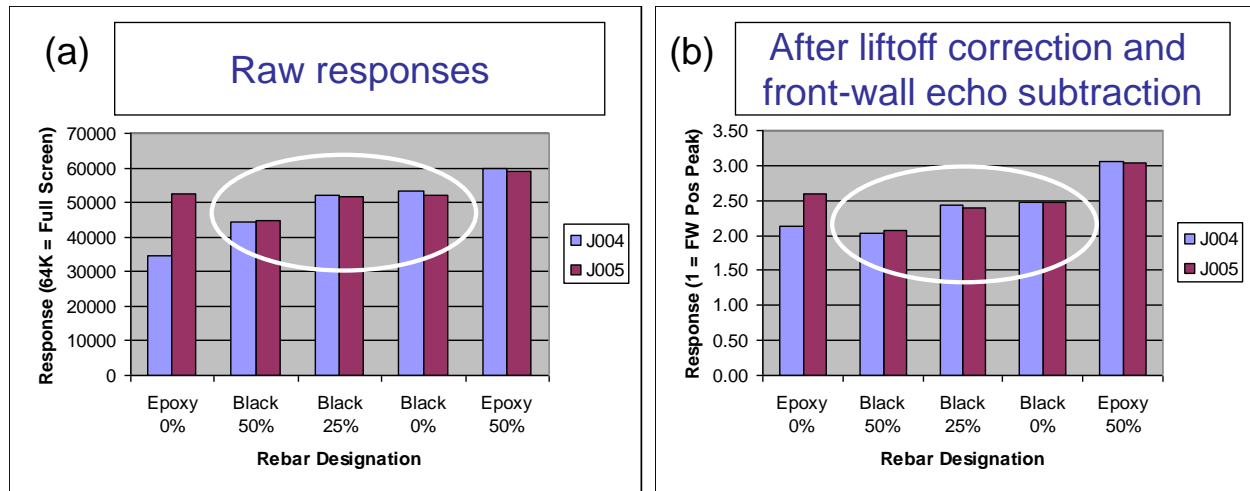 (a)
Raw responses
Response (64K = Full Screen)
70000
60000
50000
40000
30000
20000
10000
0
Epoxy Black Black Black Epoxy
0% 50% 25% 0% 50%
Rebar Designation
J004
J005
(b)
After liftoff correction and
front-wall echo subtraction
Response (1 = FW Pos Peak)
3.50
3.00
2.50
2.00
1.50
1.00
0.50
0.00
Epoxy Black Black Black Epoxy
0% 50% 25% 0% 50%
Rebar Designation
J004
J005